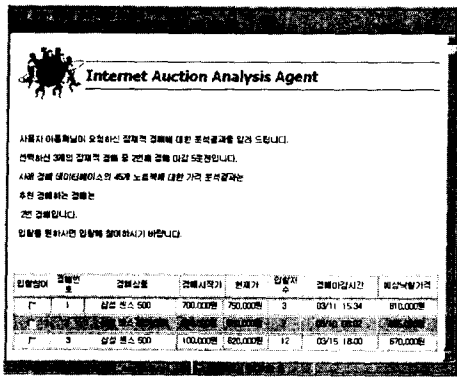 Internet Auction Analysis Agent
사용자 이종희님이 요청하신 잠재적 경매에 대한 분석결과를 알려 드립니다.
선택하신 3개의 잠재적 경매 중 2번째 경매 마감 5분전입니다.
사례 경매 데이터베이스의 45개 노트북에 대한 가격 분석결과는
추천 경매하는 경매는
2번 경매입니다.
입찰을 원하시면 입찰에 참여하시기 바랍니다.
입찰참여 경매번호 경매상품 경매시작가 현재가 입찰자수 경매마감시간 예상낙찰가격
1 삼성 센스 500 700,000원 750,000원 3 03/11 15:34 810,000원
3 삼성 센스 500 100,000원 620,000원 12 03/15 18:00 670,000원